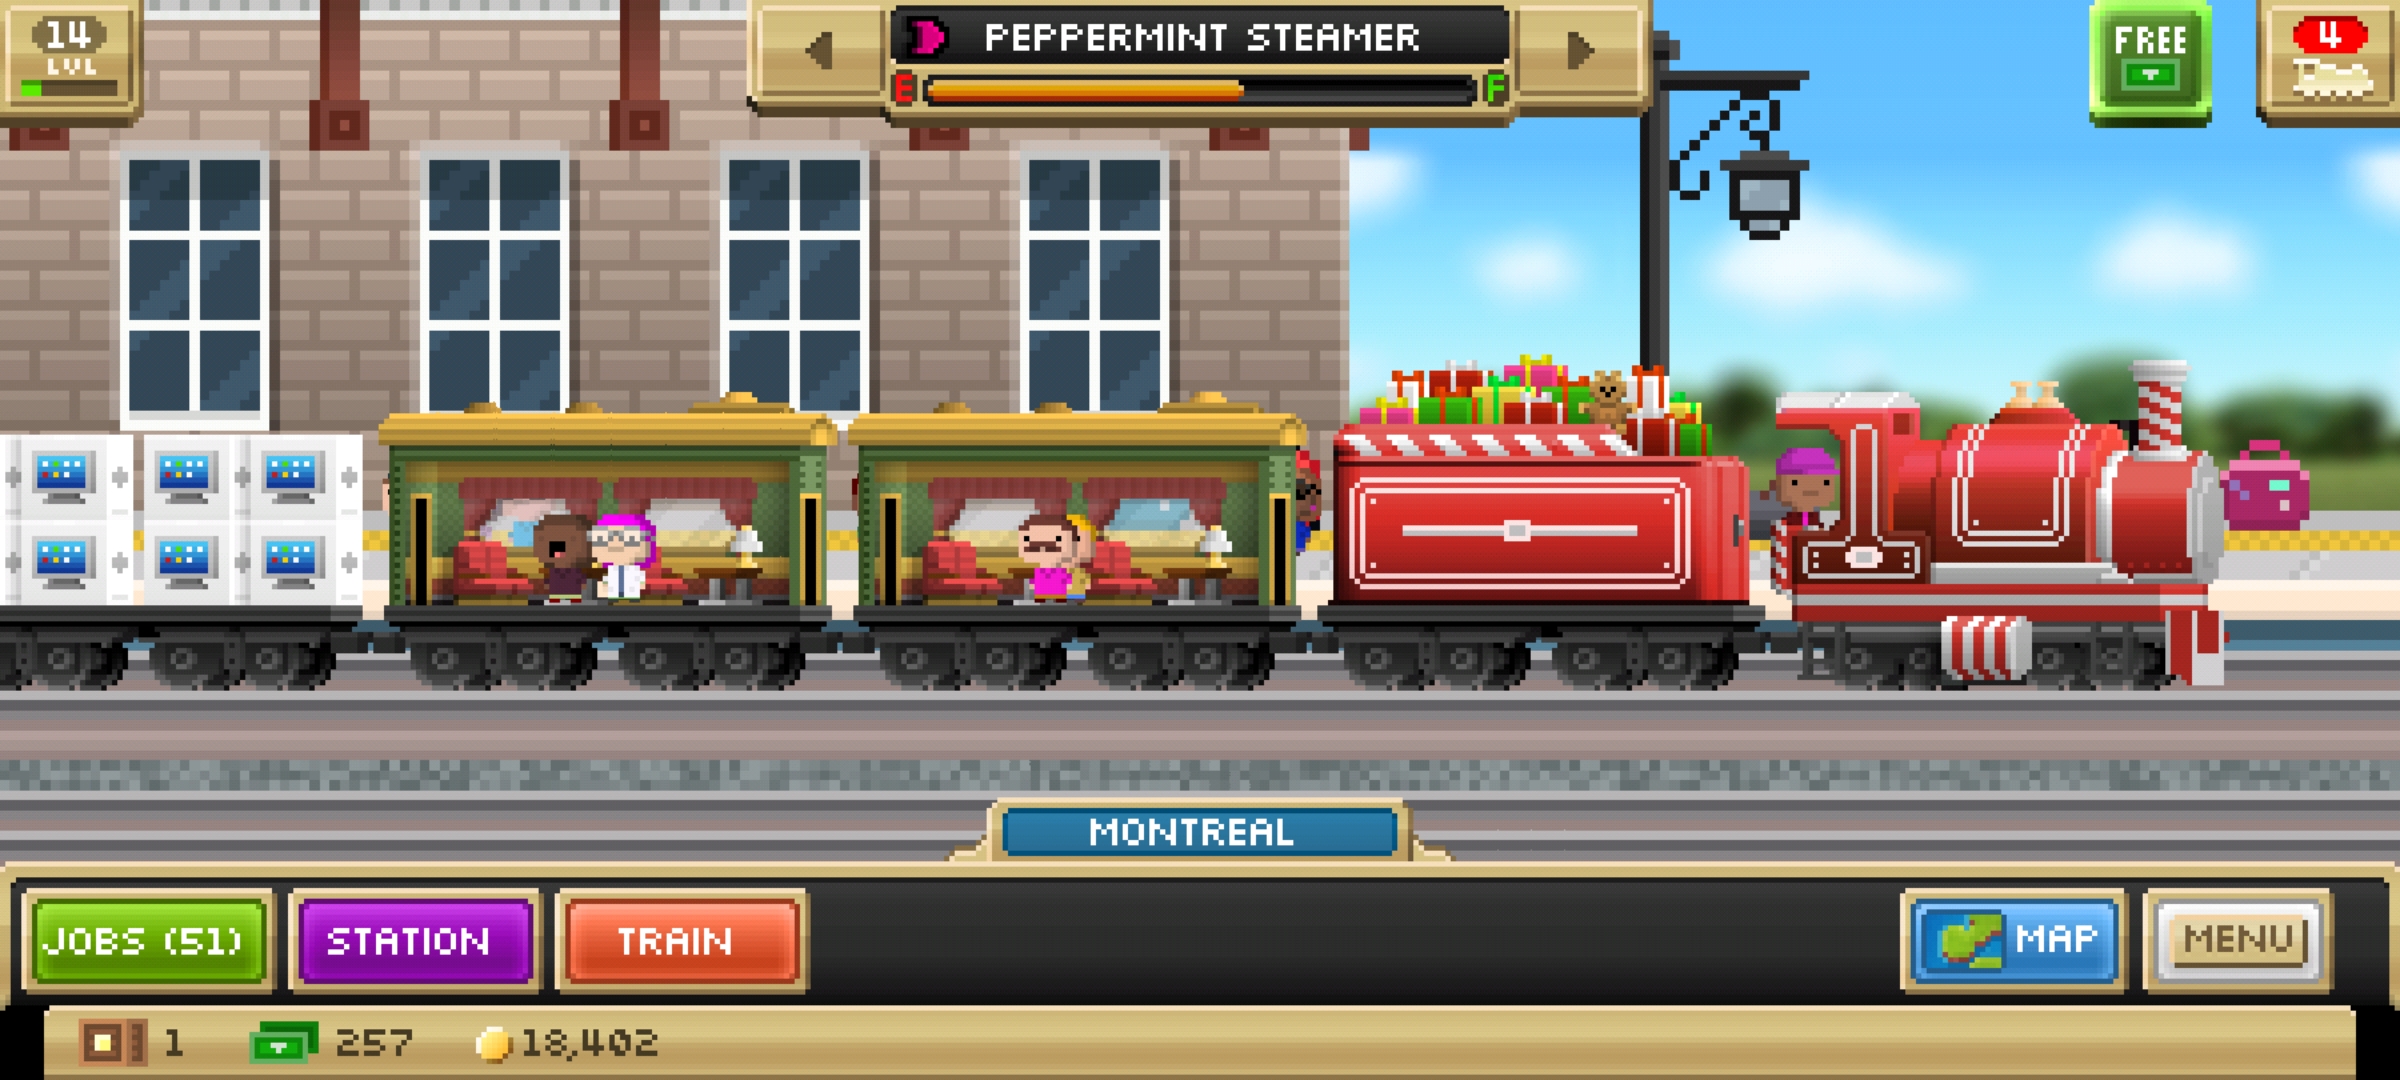 14
LVL
PEPPERMINT STEAMER
E F
FREE
4
MONTREAL
JOBS (51)
STATION
TRAIN
MAP
MENU
1
257
18,402